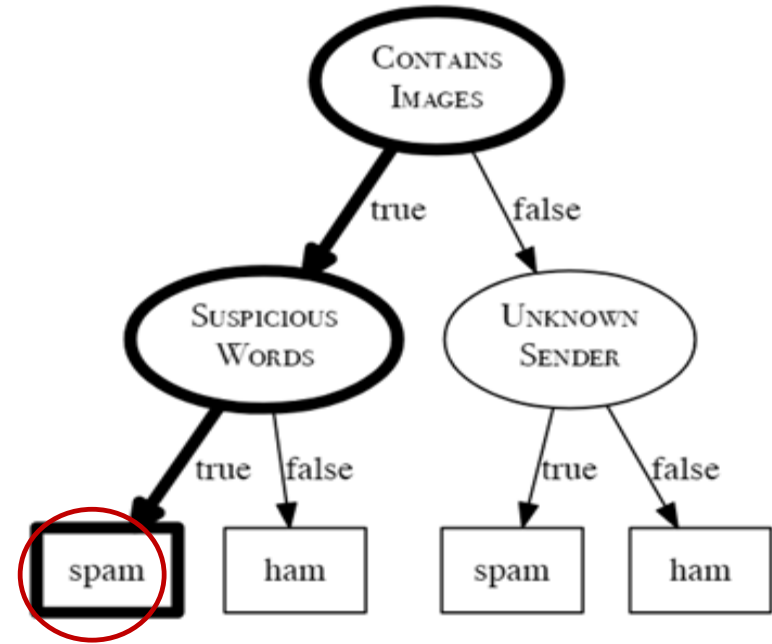 CONTAINS
IMAGES
true
false
SUSPICIOUS
WORDS
UNKNOWN
SENDER
true
false
true
false
spam
ham
spam
ham